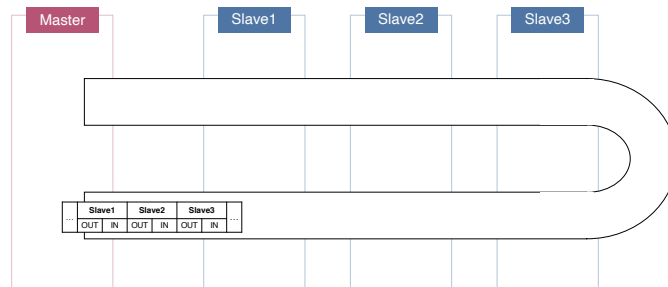 Master Slave1 Slave2 Slave3
... Slave1 Slave2 Slave3 ...
OUT IN OUT IN OUT IN